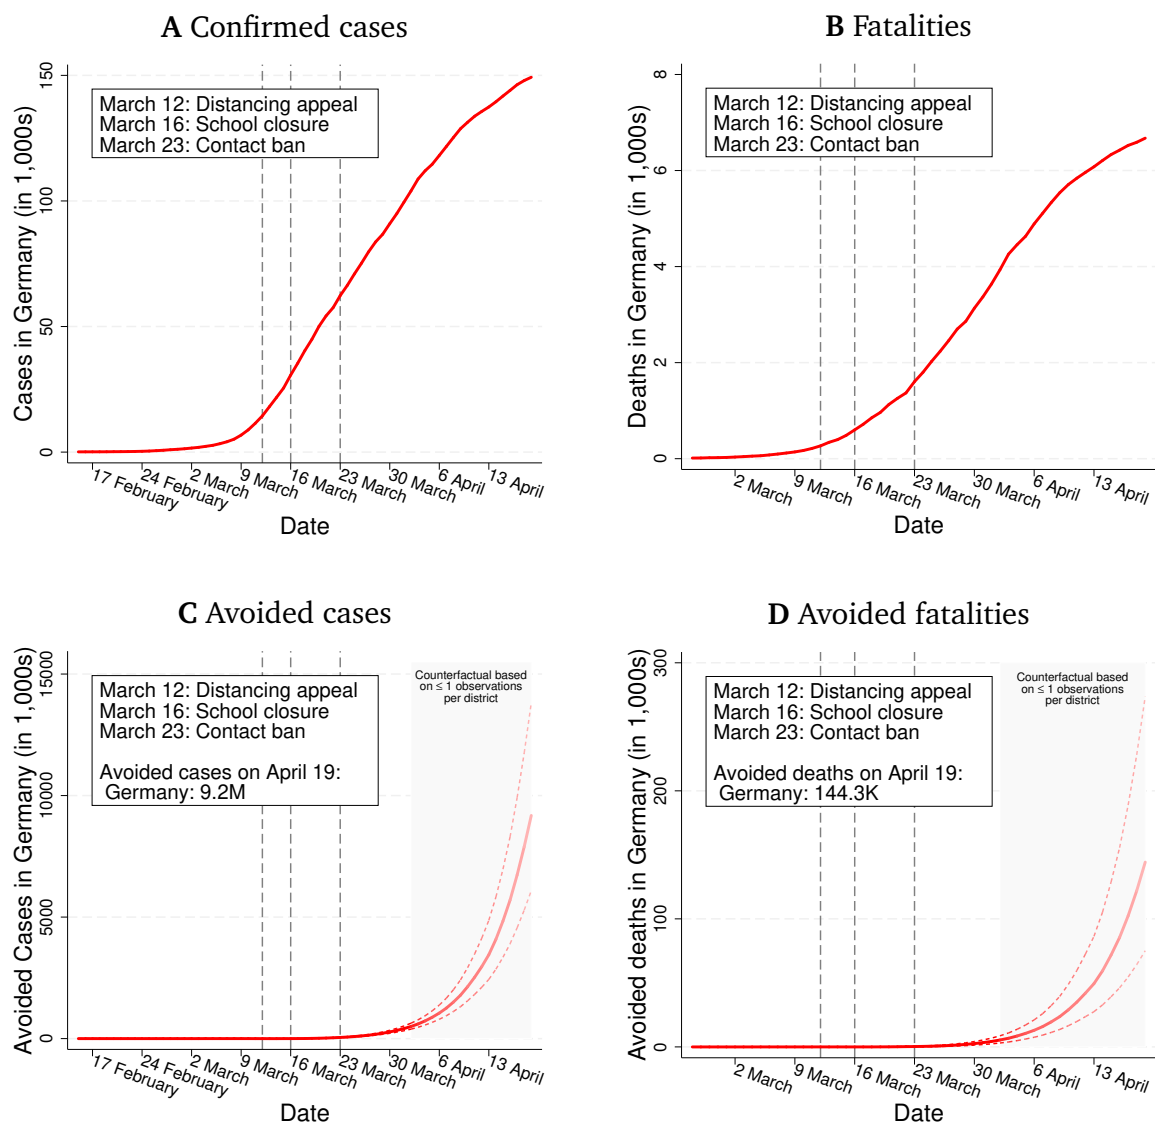 A Confirmed cases
Cases in Germany (in 1,000s)
150
100
50
0
March 12: Distancing appeal
March 16: School closure
March 23: Contact ban
17 February
24 February
2 March
9 March
16 March
23 March
30 March
6 April
13 April
Date
B Fatalities
Deaths in Germany (in 1,000s)
8
6
4
2
0
March 12: Distancing appeal
March 16: School closure
March 23: Contact ban
2 March
9 March
16 March
23 March
30 March
6 April
13 April
Date
C Avoided cases
Avoided Cases in Germany (in 1,000s)
15000
10000
5000
0
March 12: Distancing appeal
March 16: School closure
March 23: Contact ban
Avoided cases on April 19:
Germany: 9.2M
Counterfactual based
on ≤ 1 observations
per district
17 February
24 February
2 March
9 March
16 March
23 March
30 March
6 April
13 April
Date
D Avoided fatalities
Avoided deaths in Germany (in 1,000s)
300
200
100
0
March 12: Distancing appeal
March 16: School closure
March 23: Contact ban
Avoided deaths on April 19:
Germany: 144.3K
Counterfactual based
on ≤ 1 observations
per district
2 March
9 March
16 March
23 March
30 March
6 April
13 April
Date